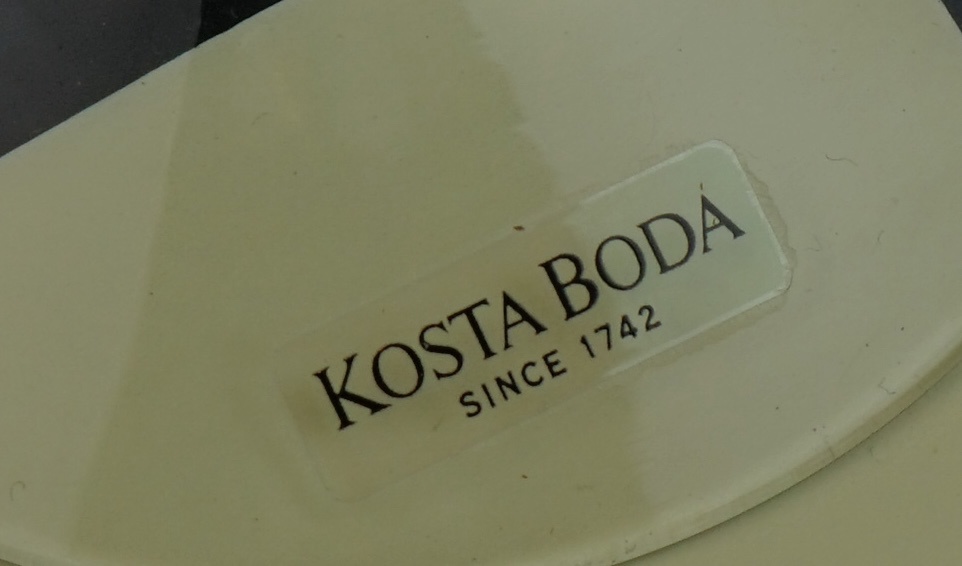 KOSTA BODA
SINCE 1742